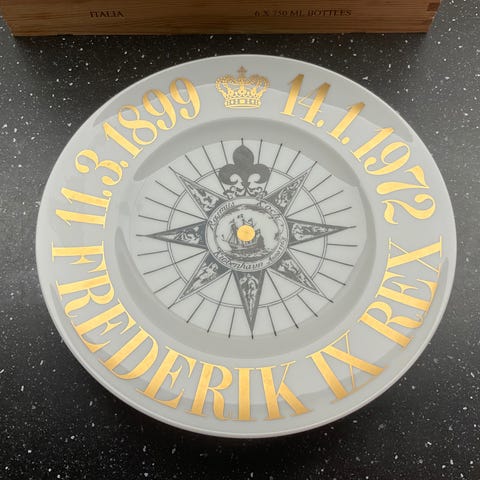 ITALIA
6 X 750 ML BOTTLES
11.3.1899 14.1.1972
FREDERIK IX REX
København